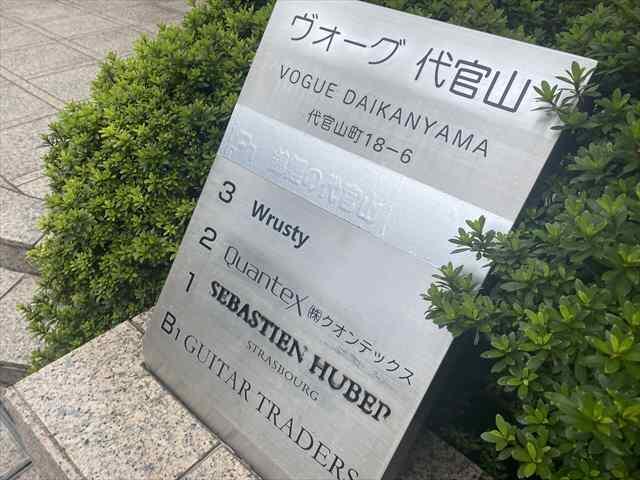 ヴォーグ 代官山
VOGUE DAIKANYAMA
代官山町18-6
3 Wrusty
2 QuanteX ㈱クオンテックス
1 SEBASTIEN HUBER
STRASBOURG
B1 GUITAR TRADERS